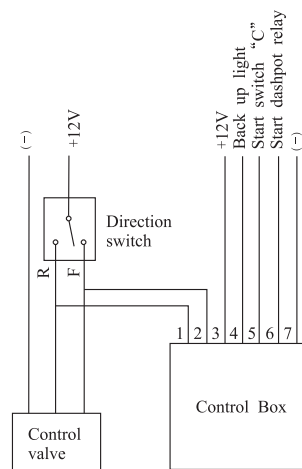 (−)
+12V
Direction
switch
R
F
+12V
Back up light
Start switch "C"
Start dashpot relay
(−)
1 2 3 4 5 6 7
Control
valve
Control Box